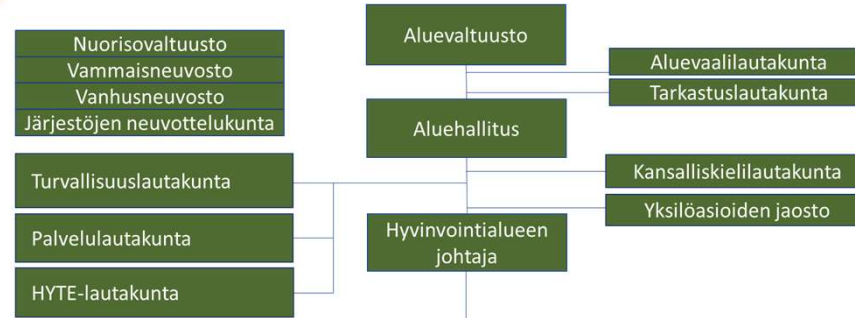 Aluevaltuusto
Nuorisovaltuusto
Vammaisneuvosto
Vanhusneuvosto
Järjestöjen neuvottelukunta
Aluevaalilautakunta
Tarkastuslautakunta
Aluehallitus
Turvallisuuslautakunta
Palvelulautakunta
HYTE-lautakunta
Kansalliskielilautakunta
Yksilöasioiden jaosto
Hyvinvointialueen
johtaja